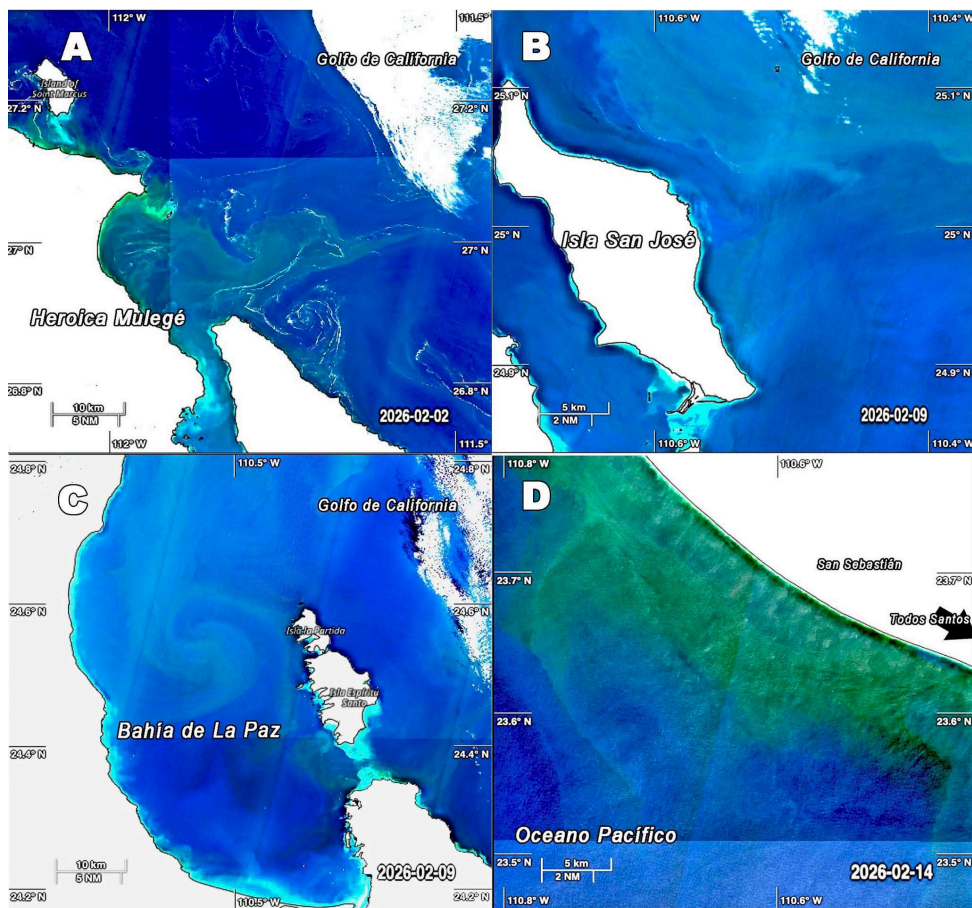 A
112° W
111.5°
Golfo de California
Island of
Saint Marcus
27.2° N
27.2° N
27° N
27° N
Heroica Mulegé
26.8° N
26.8° N
10 km
5 NM
2026-02-02
112° W
111.5°
B
110.6° W
110.4° W
Golfo de California
25.1° N
25.1° N
Isla San José
25° N
25° N
24.9° N
24.9° N
5 km
2 NM
2026-02-09
110.6° W
110.4° W
C
24.8° N
110.5° W
24.8° N
Golfo de California
24.6° N
24.6° N
Isla la Partida
Isla Espíritu
Santo
Bahía de La Paz
24.4° N
24.4° N
10 km
5 NM
2026-02-09
24.2° N
110.5° W
24.2° N
D
110.8° W
110.6° W
San Sebastián
23.7° N
23.7° N
Todos Santos
23.6° N
23.6° N
Oceano Pacífico
23.5° N
23.5° N
5 km
2 NM
2026-02-14
110.8° W
110.6° W